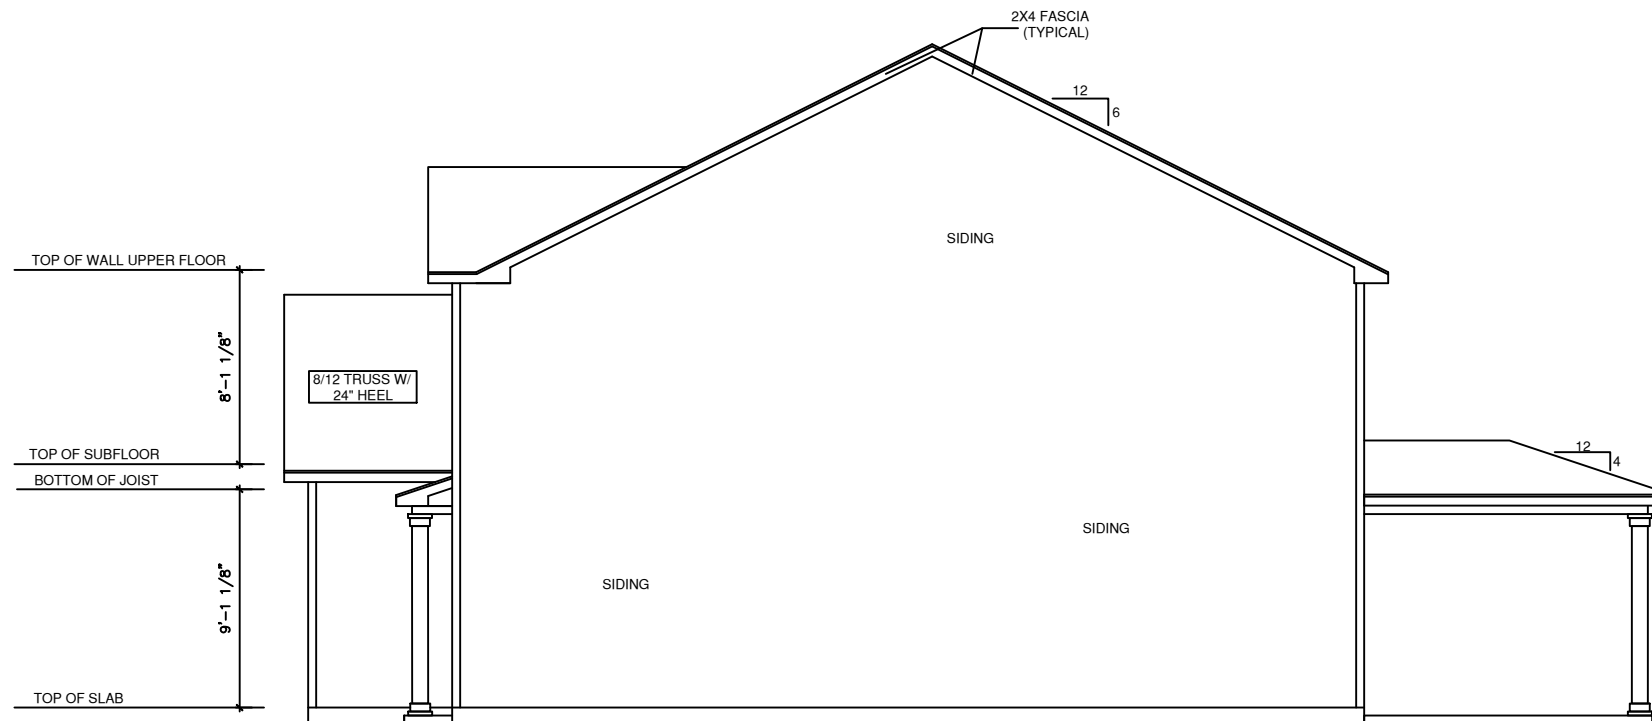 2X4 FASCIA
(TYPICAL)
12
6
SIDING
TOP OF WALL UPPER FLOOR
8'-1 1/8"
8/12 TRUSS W/
24" HEEL
TOP OF SUBFLOOR
12
4
BOTTOM OF JOIST
SIDING
SIDING
9'-1 1/8"
TOP OF SLAB